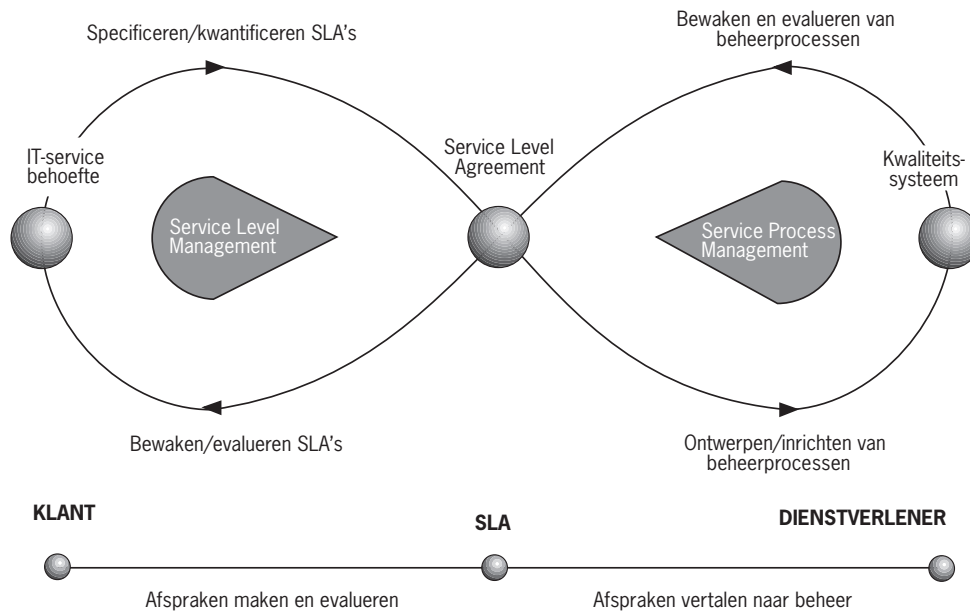 Specificeren/kwantificeren SLA's
Bewaken en evalueren van
beheerprocessen
IT-service
behoefte
Service Level
Agreement
Kwaliteits-
systeem
Service Level
Management
Service Process
Management
Bewaken/evalueren SLA's
Ontwerpen/inrichten van
beheerprocessen
KLANT
SLA
DIENSTVERLENER
Afspraken maken en evalueren
Afspraken vertalen naar beheer